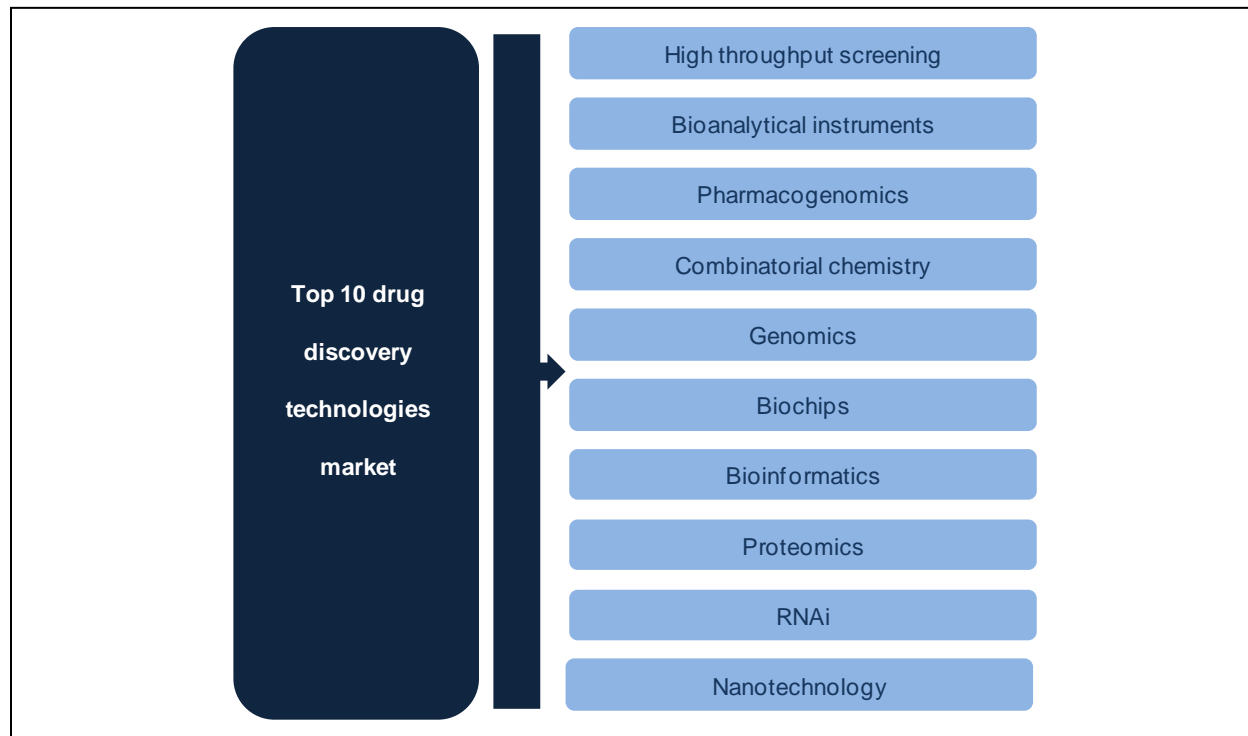 Top 10 drug
discovery
technologies
market
High throughput screening
Bioanalytical instruments
Pharmacogenomics
Combinatorial chemistry
Genomics
Biochips
Bioinformatics
Proteomics
RNAi
Nanotechnology